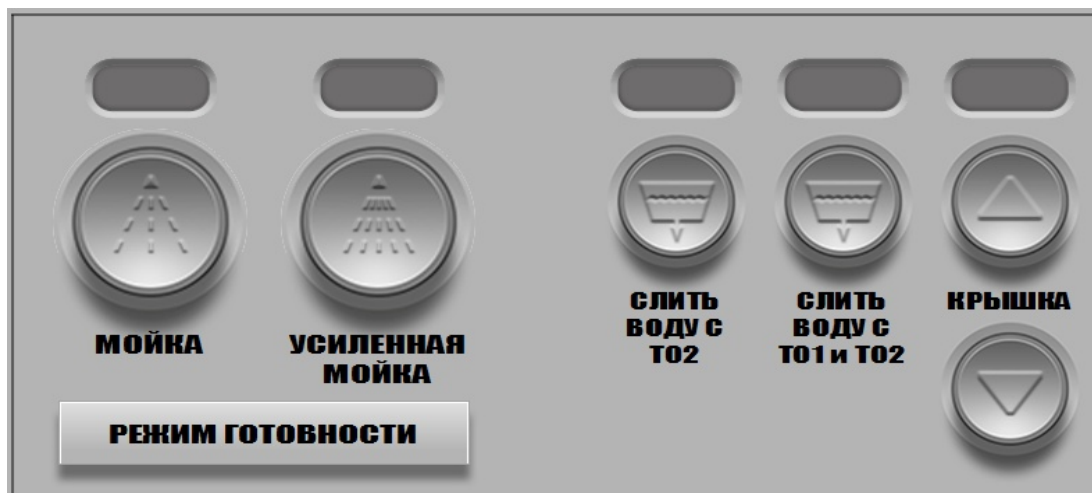 МОЙКА
УСИЛЕННАЯ
МОЙКА
РЕЖИМ ГОТОВНОСТИ
СЛИТЬ
ВОДУ С
ТО2
СЛИТЬ
ВОДУ С
ТО1 и ТО2
КРЫШКА